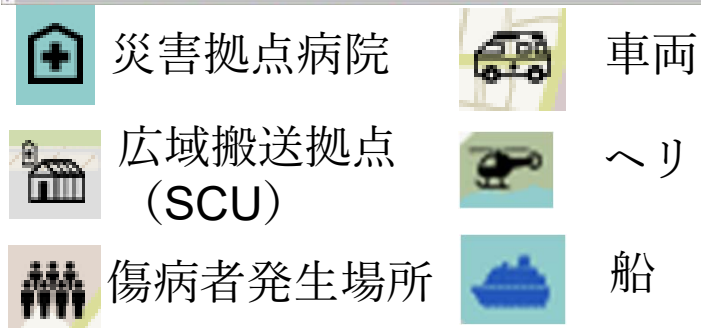 災害拠点病院
車両
広域搬送拠点
（SCU）
ヘリ
傷病者発生場所
船